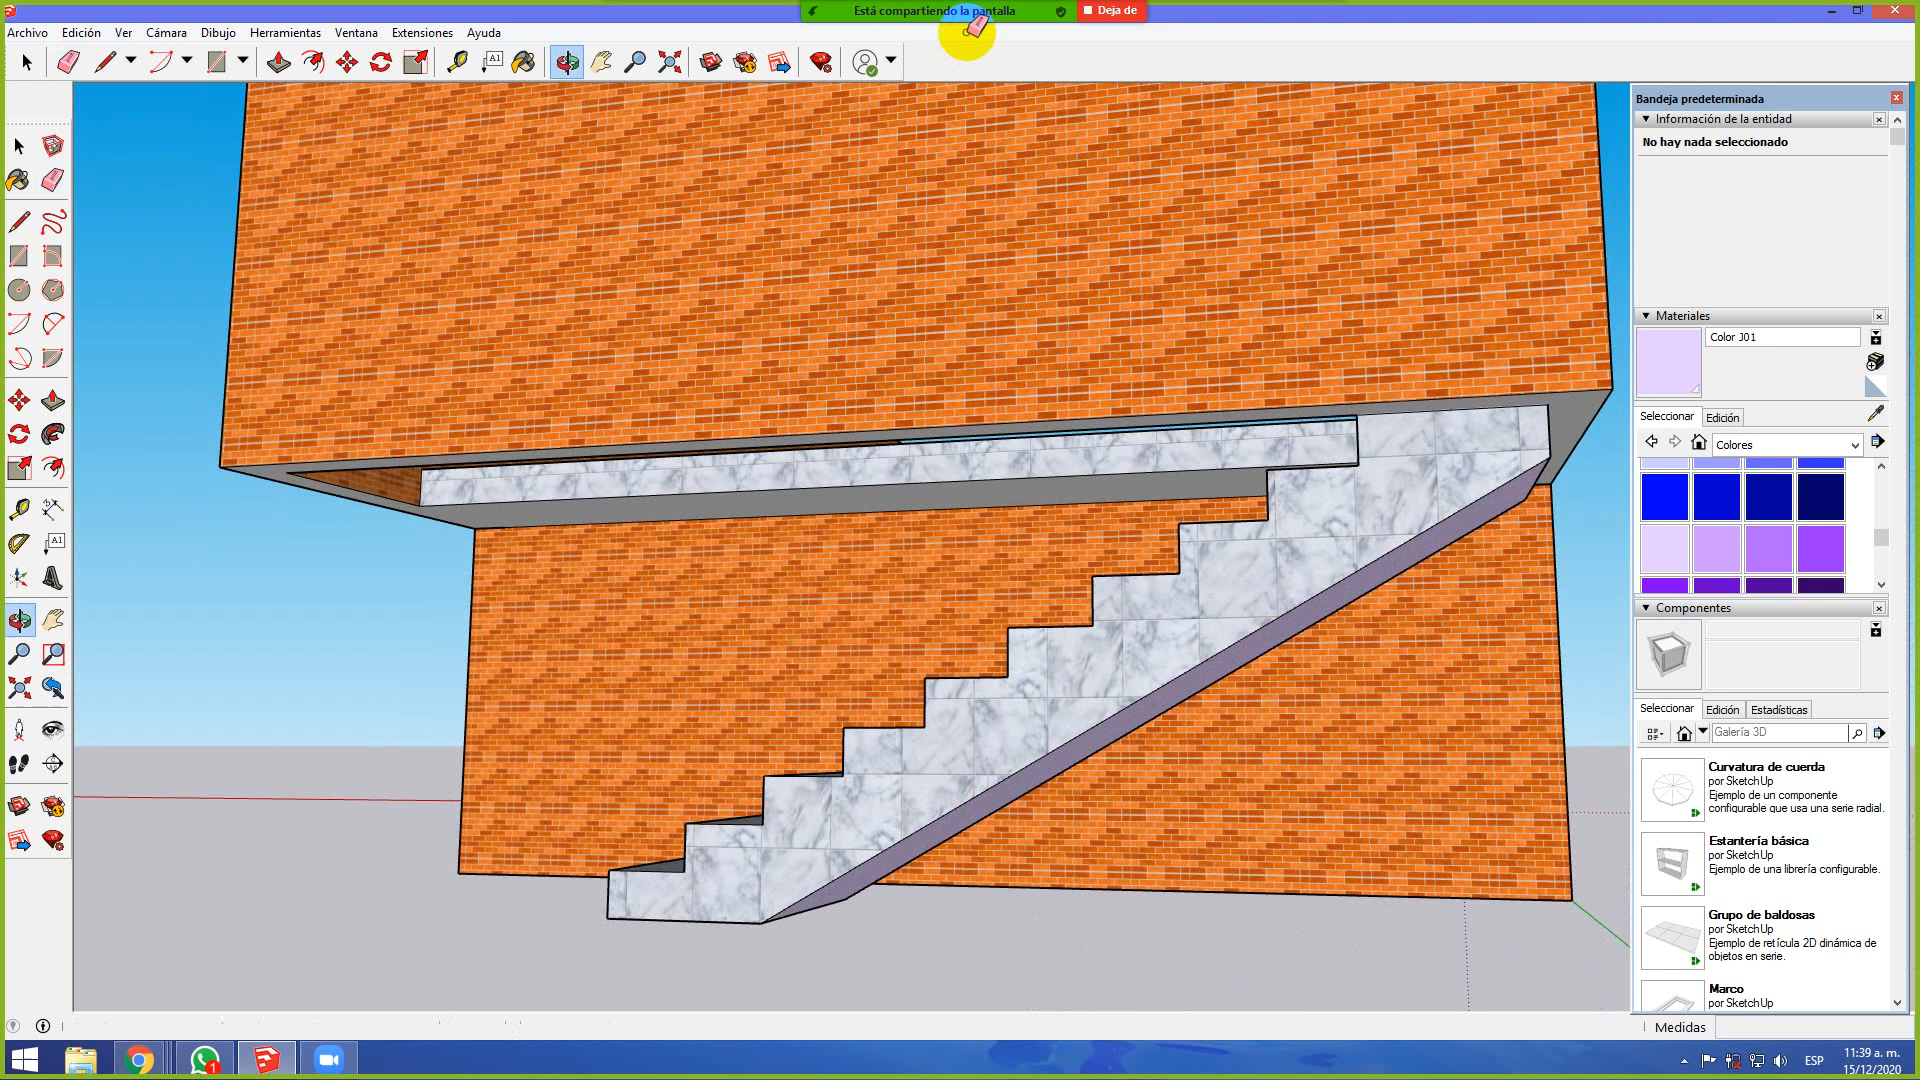 Está compartiendo la pantalla
Deja de
Archivo Edición Ver Cámara Dibujo Herramientas Ventana Extensiones Ayuda
A1
Bandeja predeterminada
Información de la entidad
No hay nada seleccionado
Materiales
Color J01
Seleccionar Edición
Colores
A1
Componentes
Seleccionar Edición Estadísticas
Galería 3D
Curvatura de cuerda
por SketchUp
Ejemplo de un componente
configurable que usa una serie radial.
Estantería básica
por SketchUp
Ejemplo de una librería configurable.
Grupo de baldosas
por SketchUp
Ejemplo de retícula 2D dinámica de
objetos en serie.
Marco
por SketchUp
Medidas
1
ESP
11:39 a. m.
15/12/2020